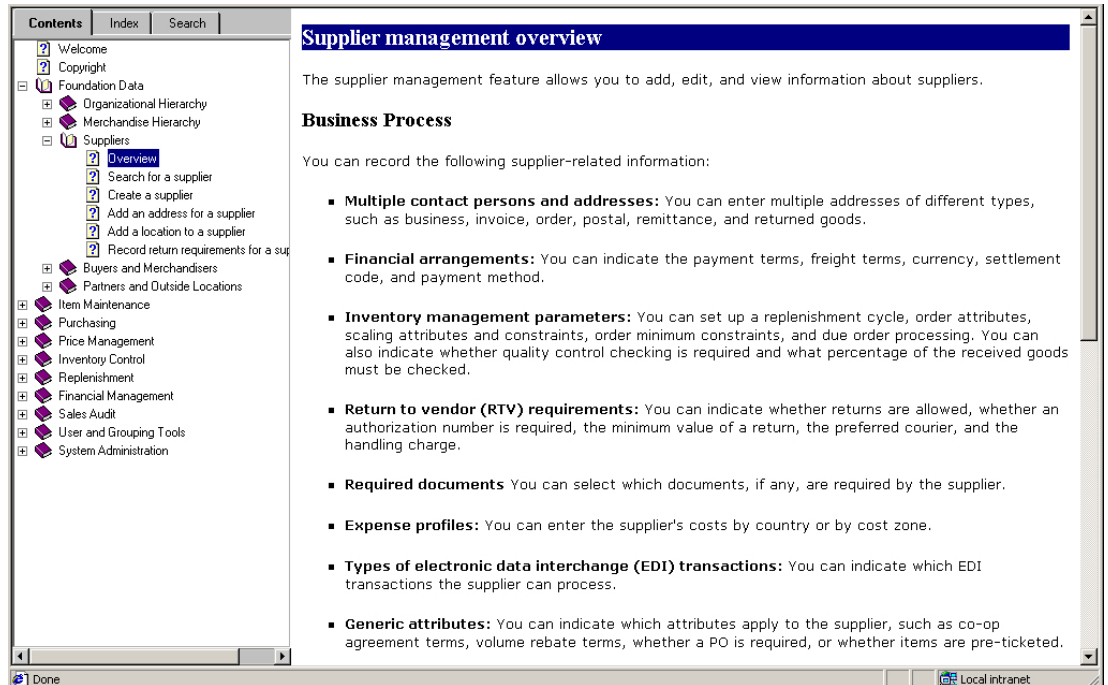 Contents Index Search
Welcome
Copyright
Foundation Data
Organizational Hierarchy
Merchandise Hierarchy
Suppliers
Overview
Search for a supplier
Create a supplier
Add an address for a supplier
Add a location to a supplier
Record return requirements for a sup
Buyers and Merchandisers
Partners and Outside Locations
Item Maintenance
Purchasing
Price Management
Inventory Control
Replenishment
Financial Management
Sales Audit
User and Grouping Tools
System Administration
Supplier management overview
The supplier management feature allows you to add, edit, and view information about suppliers.
Business Process
You can record the following supplier-related information:
Multiple contact persons and addresses: You can enter multiple addresses of different types,
such as business, invoice, order, postal, remittance, and returned goods.
Financial arrangements: You can indicate the payment terms, freight terms, currency, settlement
code, and payment method.
Inventory management parameters: You can set up a replenishment cycle, order attributes,
scaling attributes and constraints, order minimum constraints, and due order processing. You can
also indicate whether quality control checking is required and what percentage of the received goods
must be checked.
Return to vendor (RTV) requirements: You can indicate whether returns are allowed, whether an
authorization number is required, the minimum value of a return, the preferred courier, and the
handling charge.
Required documents You can select which documents, if any, are required by the supplier.
Expense profiles: You can enter the supplier's costs by country or by cost zone.
Types of electronic data interchange (EDI) transactions: You can indicate which EDI
transactions the supplier can process.
Generic attributes: You can indicate which attributes apply to the supplier, such as co-op
agreement terms, volume rebate terms, whether a PO is required, or whether items are pre-ticketed.
Done
Local intranet